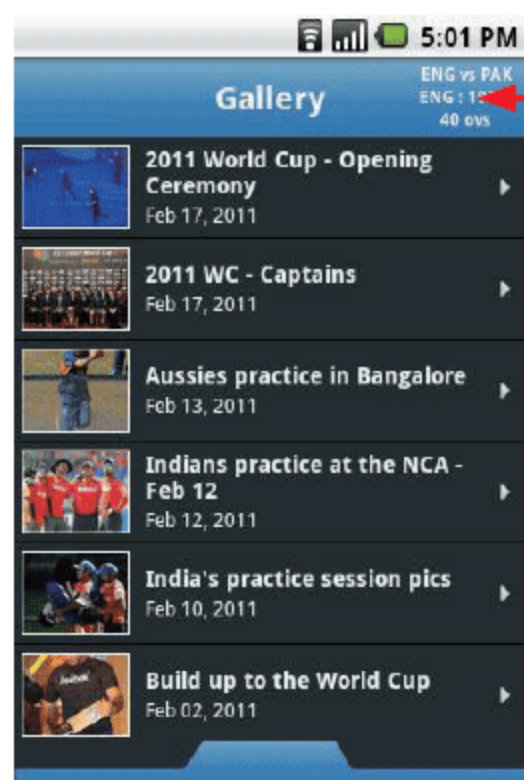 5:01 PM
ENG vs PAK
Gallery
ENG :
40 ovs
2011 World Cup - Opening
Ceremony
Feb 17, 2011
2011 WC - Captains
Feb 17, 2011
Aussies practice in Bangalore
Feb 13, 2011
Indians practice at the NCA -
Feb 12
Feb 12, 2011
India's practice session pics
Feb 10, 2011
Build up to the World Cup
Feb 02, 2011